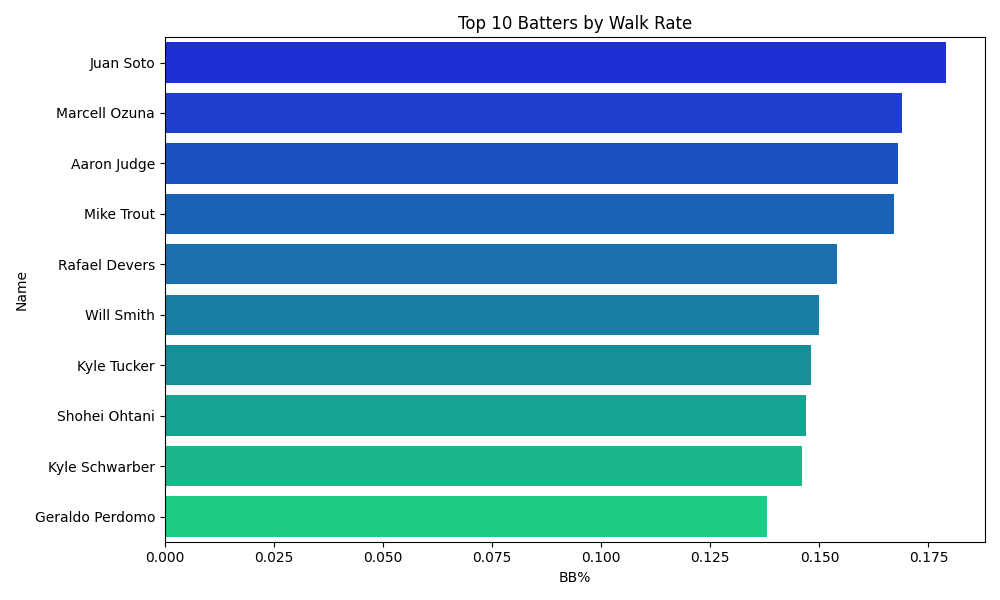 Top 10 Batters by Walk Rate
Name
Juan Soto
Marcell Ozuna
Aaron Judge
Mike Trout
Rafael Devers
Will Smith
Kyle Tucker
Shohei Ohtani
Kyle Schwarber
Geraldo Perdomo
0.000 0.025 0.050 0.075 0.100 0.125 0.150 0.175
BB%